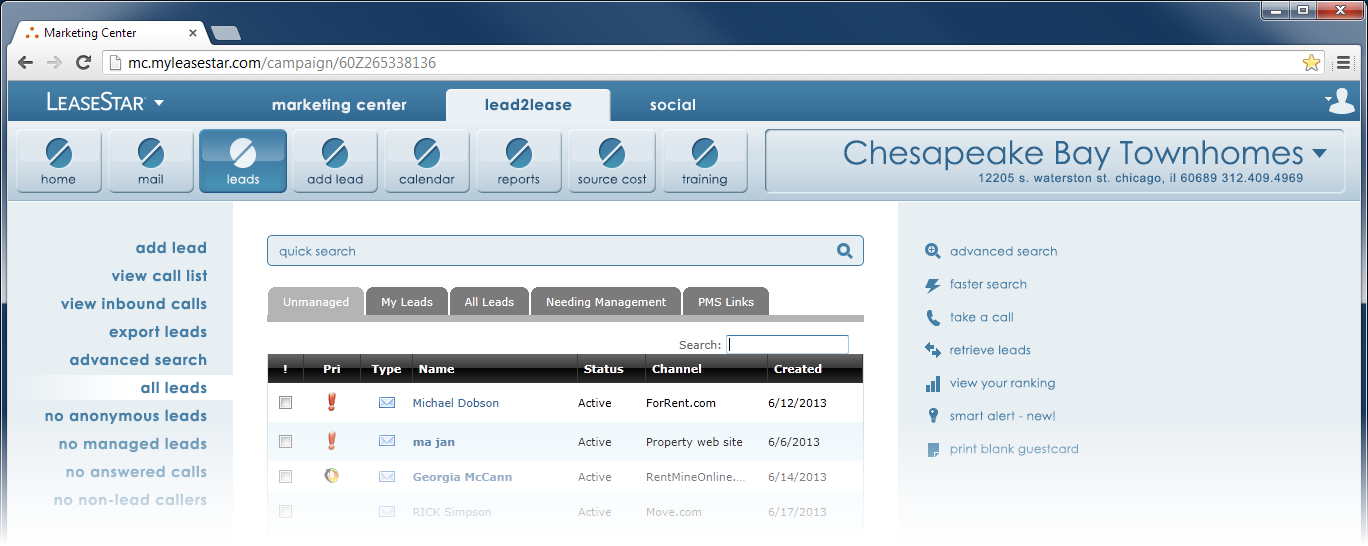 Marketing Center
mc.myleasestar.com/campaign/60Z265338136
LEASESTAR marketing center lead2lease social
home mail leads add lead calendar reports source cost training
Chesapeake Bay Townhomes
12205 s. waterston st. chicago, il 60689 312.409.4969
add lead
view call list
view inbound calls
export leads
advanced search
all leads
no anonymous leads
no managed leads
no answered calls
no non-lead callers
quick search
Unmanaged My Leads All Leads Needing Management PMS Links
Search:
! Pri Type Name Status Channel Created
Michael Dobson Active ForRent.com 6/12/2013
ma jan Active Property web site 6/6/2013
Georgia McCann Active RentMineOnline.... 6/14/2013
RICK Simpson Active Move.com 6/17/2013
advanced search
faster search
take a call
retrieve leads
view your ranking
smart alert - new!
print blank guestcard